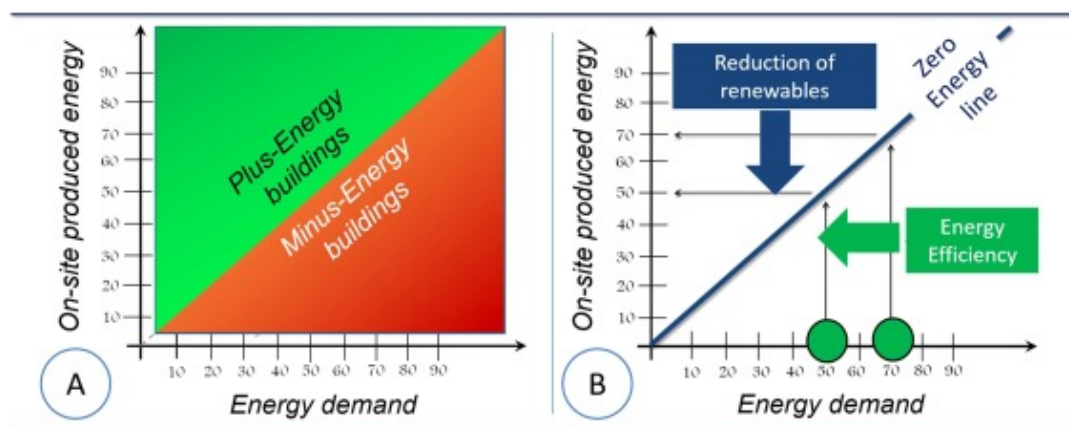 On-site produced energy
90
80
70
60
50
40
30
20
10
Plus-Energy
buildings
Minus-Energy
buildings
10 20 30 40 50 60 70 80 90
Energy demand
A
On-site produced energy
90
80
70
60
50
40
30
20
10
Reduction of
renewables
Zero
Energy
line
Energy
Efficiency
10 20 30 40 50 60 70 80 90
Energy demand
B